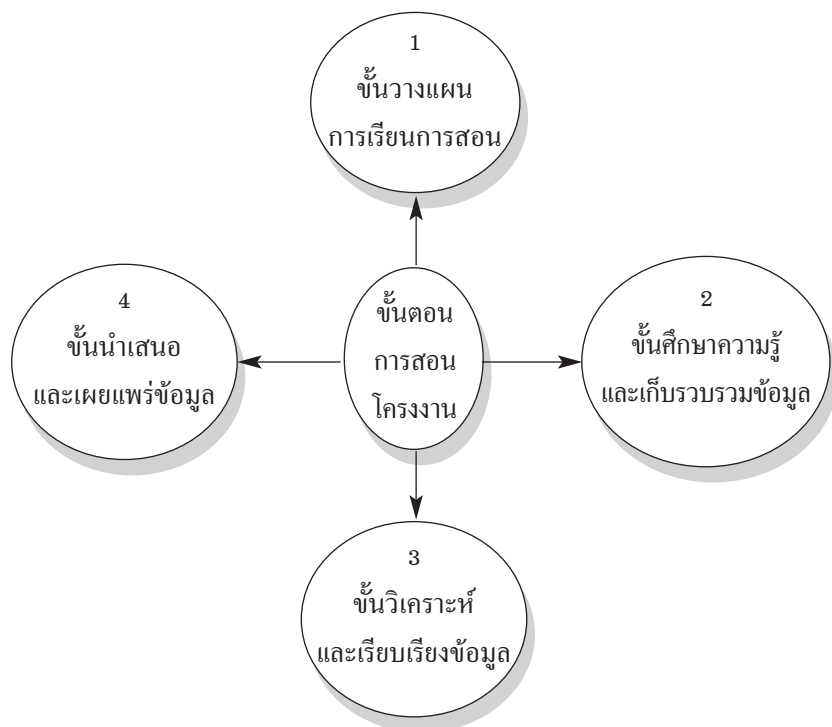 1
ขั้นวางแผน
การเรียนการสอน
4
ขั้นนำเสนอ
และเผยแพร่ข้อมูล
ขั้นตอน
การสอน
โครงงาน
2
ขั้นศึกษาความรู้
และเก็บรวบรวมข้อมูล
3
ขั้นวิเคราะห์
และเรียบเรียงข้อมูล